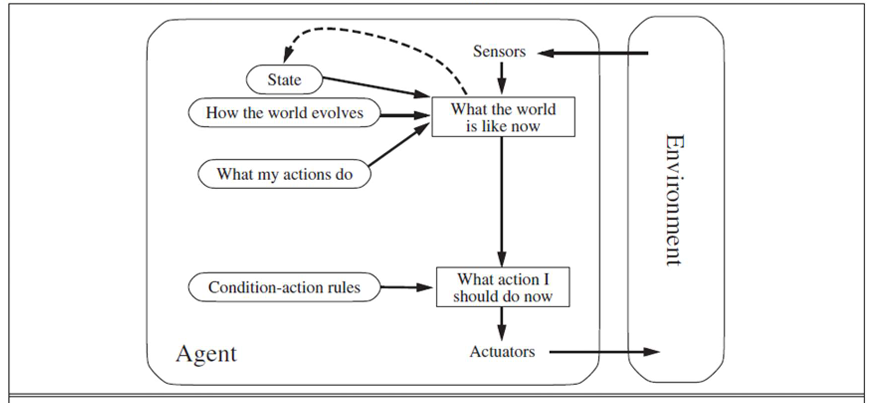 Sensors
State
What the world
is like now
How the world evolves
What my actions do
Environment
Condition-action rules
What action I
should do now
Agent
Actuators